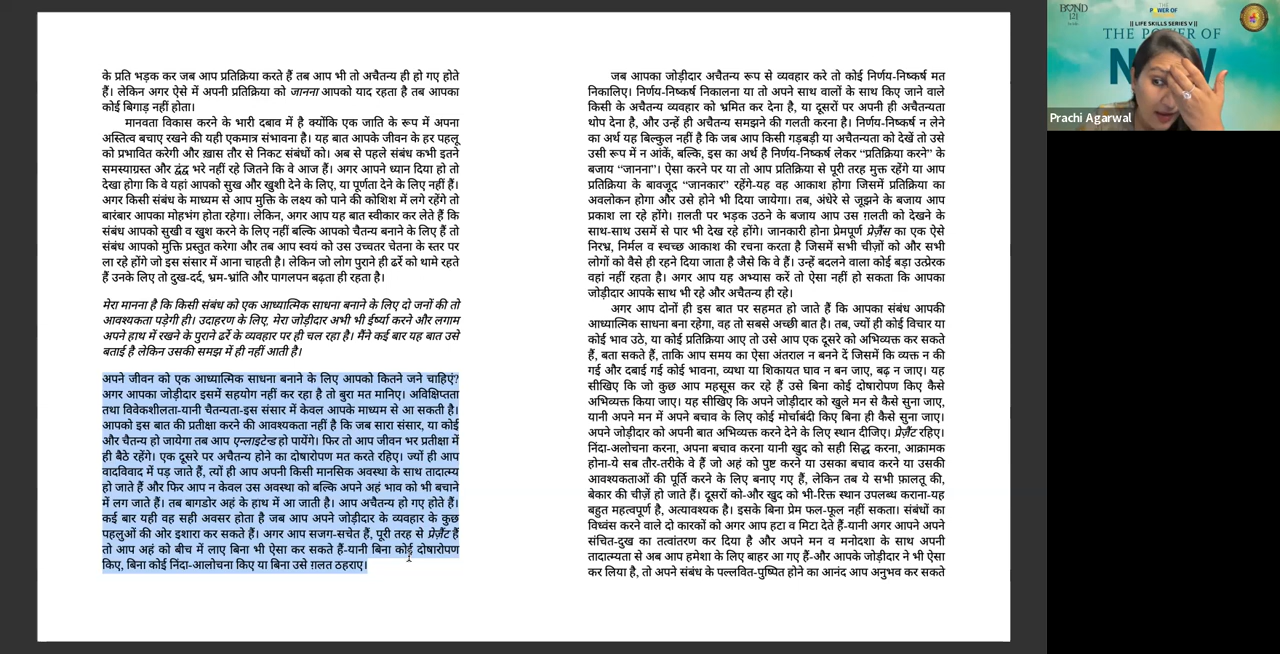 के प्रति भड़क कर जब आप प्रतिक्रिया करते हैं तब आप भी तो अचैतन्य ही हो गए होते
हैं। लेकिन अगर ऐसे में अपनी प्रतिक्रिया को जानना आपको याद रहता है तब आपका
कोई बिगाड़ नहीं होता।
मानवता विकास करने के भारी दबाव में है क्योंकि एक जाति के रूप में अपना
अस्तित्व बचाए रखने की यही एकमात्र संभावना है। यह बात आपके जीवन के हर पहलू
को प्रभावित करेगी और ख़ास तौर से निकट संबंधों को। अब से पहले संबंध कभी इतने
समस्याग्रस्त और द्वंद्व भरे नहीं रहे जितने कि वे आज हैं। अगर आपने ध्यान दिया हो तो
देखा होगा कि वे यहां आपको सुख और खुशी देने के लिए, या पूर्णता देने के लिए नहीं हैं।
अगर किसी संबंध के माध्यम से आप मुक्ति के लक्ष्य को पाने की कोशिश में लगे रहेंगे तो
बारंबार आपका मोहभंग होता रहेगा। लेकिन, अगर आप यह बात स्वीकार कर लेते हैं कि
संबंध आपको सुखी व खुश करने के लिए नहीं बल्कि आपको चैतन्य बनाने के लिए हैं तो
संबंध आपको मुक्ति प्रस्तुत करेगा और तब आप स्वयं को उस उच्चतर चेतना के स्तर पर
ला रहे होंगे जो इस संसार में आना चाहती है। लेकिन जो लोग पुराने ही ढर्रे को थामे रहते
हैं उनके लिए तो दुख-दर्द, भ्रम-भ्रांति और पागलपन बढ़ता ही रहता है।
मेरा मानना है कि किसी संबंध को एक आध्यात्मिक साधना बनाने के लिए दो जनों की तो
आवश्यकता पड़ेगी ही। उदाहरण के लिए, मेरा जोड़ीदार अभी भी ईर्ष्या करने और लगाम
अपने हाथ में रखने के पुराने ढर्रे के व्यवहार पर ही चल रहा है। मैंने कई बार यह बात उसे
बताई है लेकिन उसकी समझ में ही नहीं आती है।
अपने जीवन को एक आध्यात्मिक साधना बनाने के लिए आपको कितने जने चाहिएं?
अगर आपका जोड़ीदार इसमें सहयोग नहीं कर रहा है तो बुरा मत मानिए। अविक्षिप्तता
तथा विवेकशीलता-यानी चैतन्यता-इस संसार में केवल आपके माध्यम से आ सकती है।
आपको इस बात की प्रतीक्षा करने की आवश्यकता नहीं है कि जब सारा संसार, या कोई
और चैतन्य हो जायेगा तब आप एन्लाइटेन्ड हो पायेंगे। फिर तो आप जीवन भर प्रतीक्षा में
ही बैठे रहेंगे। एक दूसरे पर अचैतन्य होने का दोषारोपण मत करते रहिए। ज्यों ही आप
वादविवाद में पड़ जाते हैं, त्यों ही आप अपनी किसी मानसिक अवस्था के साथ तादात्म्य
हो जाते हैं और फिर आप न केवल उस अवस्था को बल्कि अपने अहं भाव को भी बचाने
में लग जाते हैं। तब बागडोर अहं के हाथ में आ जाती है। आप अचैतन्य हो गए होते हैं।
कई बार यही वह सही अवसर होता है जब आप अपने जोड़ीदार के व्यवहार के कुछ
पहलुओं की ओर इशारा कर सकते हैं। अगर आप सजग-सचेत हैं, पूरी तरह से प्रेज़ैंट हैं
तो आप अहं को बीच में लाए बिना भी ऐसा कर सकते हैं-यानी बिना कोई दोषारोपण
किए, बिना कोई निंदा-आलोचना किए या बिना उसे ग़लत ठहराए।
जब आपका जोड़ीदार अचैतन्य रूप से व्यवहार करे तो कोई निर्णय-निष्कर्ष मत
निकालिए। निर्णय-निष्कर्ष निकालना या तो अपने साथ वालों के साथ किए जाने वाले
किसी के अचैतन्य व्यवहार को भ्रमित कर देना है, या दूसरों पर अपनी ही अचैतन्यता
थोप देना है, और उन्हें ही अचैतन्य समझने की गलती करना है। निर्णय-निष्कर्ष न लेने
का अर्थ यह बिल्कुल नहीं है कि जब आप किसी गड़बड़ी या अचैतन्यता को देखें तो उसे
उसी रूप में न आंकें, बल्कि, इस का अर्थ है निर्णय-निष्कर्ष लेकर “प्रतिक्रिया करने” के
बजाय “जानना”। ऐसा करने पर या तो आप प्रतिक्रिया से पूरी तरह मुक्त रहेंगे या आप
प्रतिक्रिया के बावजूद “जानकार” रहेंगे-यह वह आकाश होगा जिसमें प्रतिक्रिया का
अवलोकन होगा और उसे होने भी दिया जायेगा। तब, अंधेरे से जूझने के बजाय आप
प्रकाश ला रहे होंगे। ग़लती पर भड़क उठने के बजाय आप उस ग़लती को देखने के
साथ-साथ उसमें से पार भी देख रहे होंगे। जानकारी होना प्रेमपूर्ण प्रेज़ैंस का एक ऐसे
निरभ्र, निर्मल व स्वच्छ आकाश की रचना करता है जिसमें सभी चीज़ों को और सभी
लोगों को वैसे ही रहने दिया जाता है जैसे कि वे हैं। उन्हें बदलने वाला कोई बड़ा उत्प्रेरक
वहां नहीं रहता है। अगर आप यह अभ्यास करें तो ऐसा नहीं हो सकता कि आपका
जोड़ीदार आपके साथ भी रहे और अचैतन्य ही रहे।
अगर आप दोनों ही इस बात पर सहमत हो जाते हैं कि आपका संबंध आपकी
आध्यात्मिक साधना बना रहेगा, वह तो सबसे अच्छी बात है। तब, ज्यों ही कोई विचार या
कोई भाव उठे, या कोई प्रतिक्रिया आए तो उसे आप एक दूसरे को अभिव्यक्त कर सकते
हैं, बता सकते हैं, ताकि आप समय का ऐसा अंतराल न बनने दें जिसमें कि व्यक्त न की
गई और दबाई गई कोई भावना, व्यथा या शिकायत घाव न बन जाए, बढ़ न जाए। यह
सीखिए कि जो कुछ आप महसूस कर रहे हैं उसे बिना कोई दोषारोपण किए कैसे
अभिव्यक्त किया जाए। यह सीखिए कि अपने जोड़ीदार को खुले मन से कैसे सुना जाए,
यानी अपने मन में अपने बचाव के लिए कोई मोर्चाबंदी किए बिना ही कैसे सुना जाए।
अपने जोड़ीदार को अपनी बात अभिव्यक्त करने देने के लिए स्थान दीजिए। प्रेज़ैंट रहिए।
निंदा-अलोचना करना, अपना बचाव करना यानी खुद को सही सिद्ध करना, आक्रामक
होना-ये सब तौर-तरीके वे हैं जो अहं को पुष्ट करने या उसका बचाव करने या उसकी
आवश्यकताओं की पूर्ति करने के लिए बनाए गए हैं, लेकिन तब ये सभी फ़ालतू की,
बेकार की चीज़ें हो जाते हैं। दूसरों को-और खुद को भी-रिक्त स्थान उपलब्ध कराना-यह
बहुत महत्वपूर्ण है, अत्यावश्यक है। इसके बिना प्रेम फल-फूल नहीं सकता। संबंधों का
विध्वंस करने वाले दो कारकों को अगर आप हटा व मिटा देते हैं-यानी अगर आपने अपने
संचित-दुख का तत्वांतरण कर दिया है और अपने मन व मनोदशा के साथ अपनी
तादात्म्यता से अब आप हमेशा के लिए बाहर आ गए हैं-और आपके जोड़ीदार ने भी ऐसा
कर लिया है, तो अपने संबंध के पल्लवित-पुष्पित होने का आनंद आप अनुभव कर सकते
BOND
THE
POWER OF
|| LIFE SKILLS SERIES V ||
THE POWER OF
Prachi Agarwal